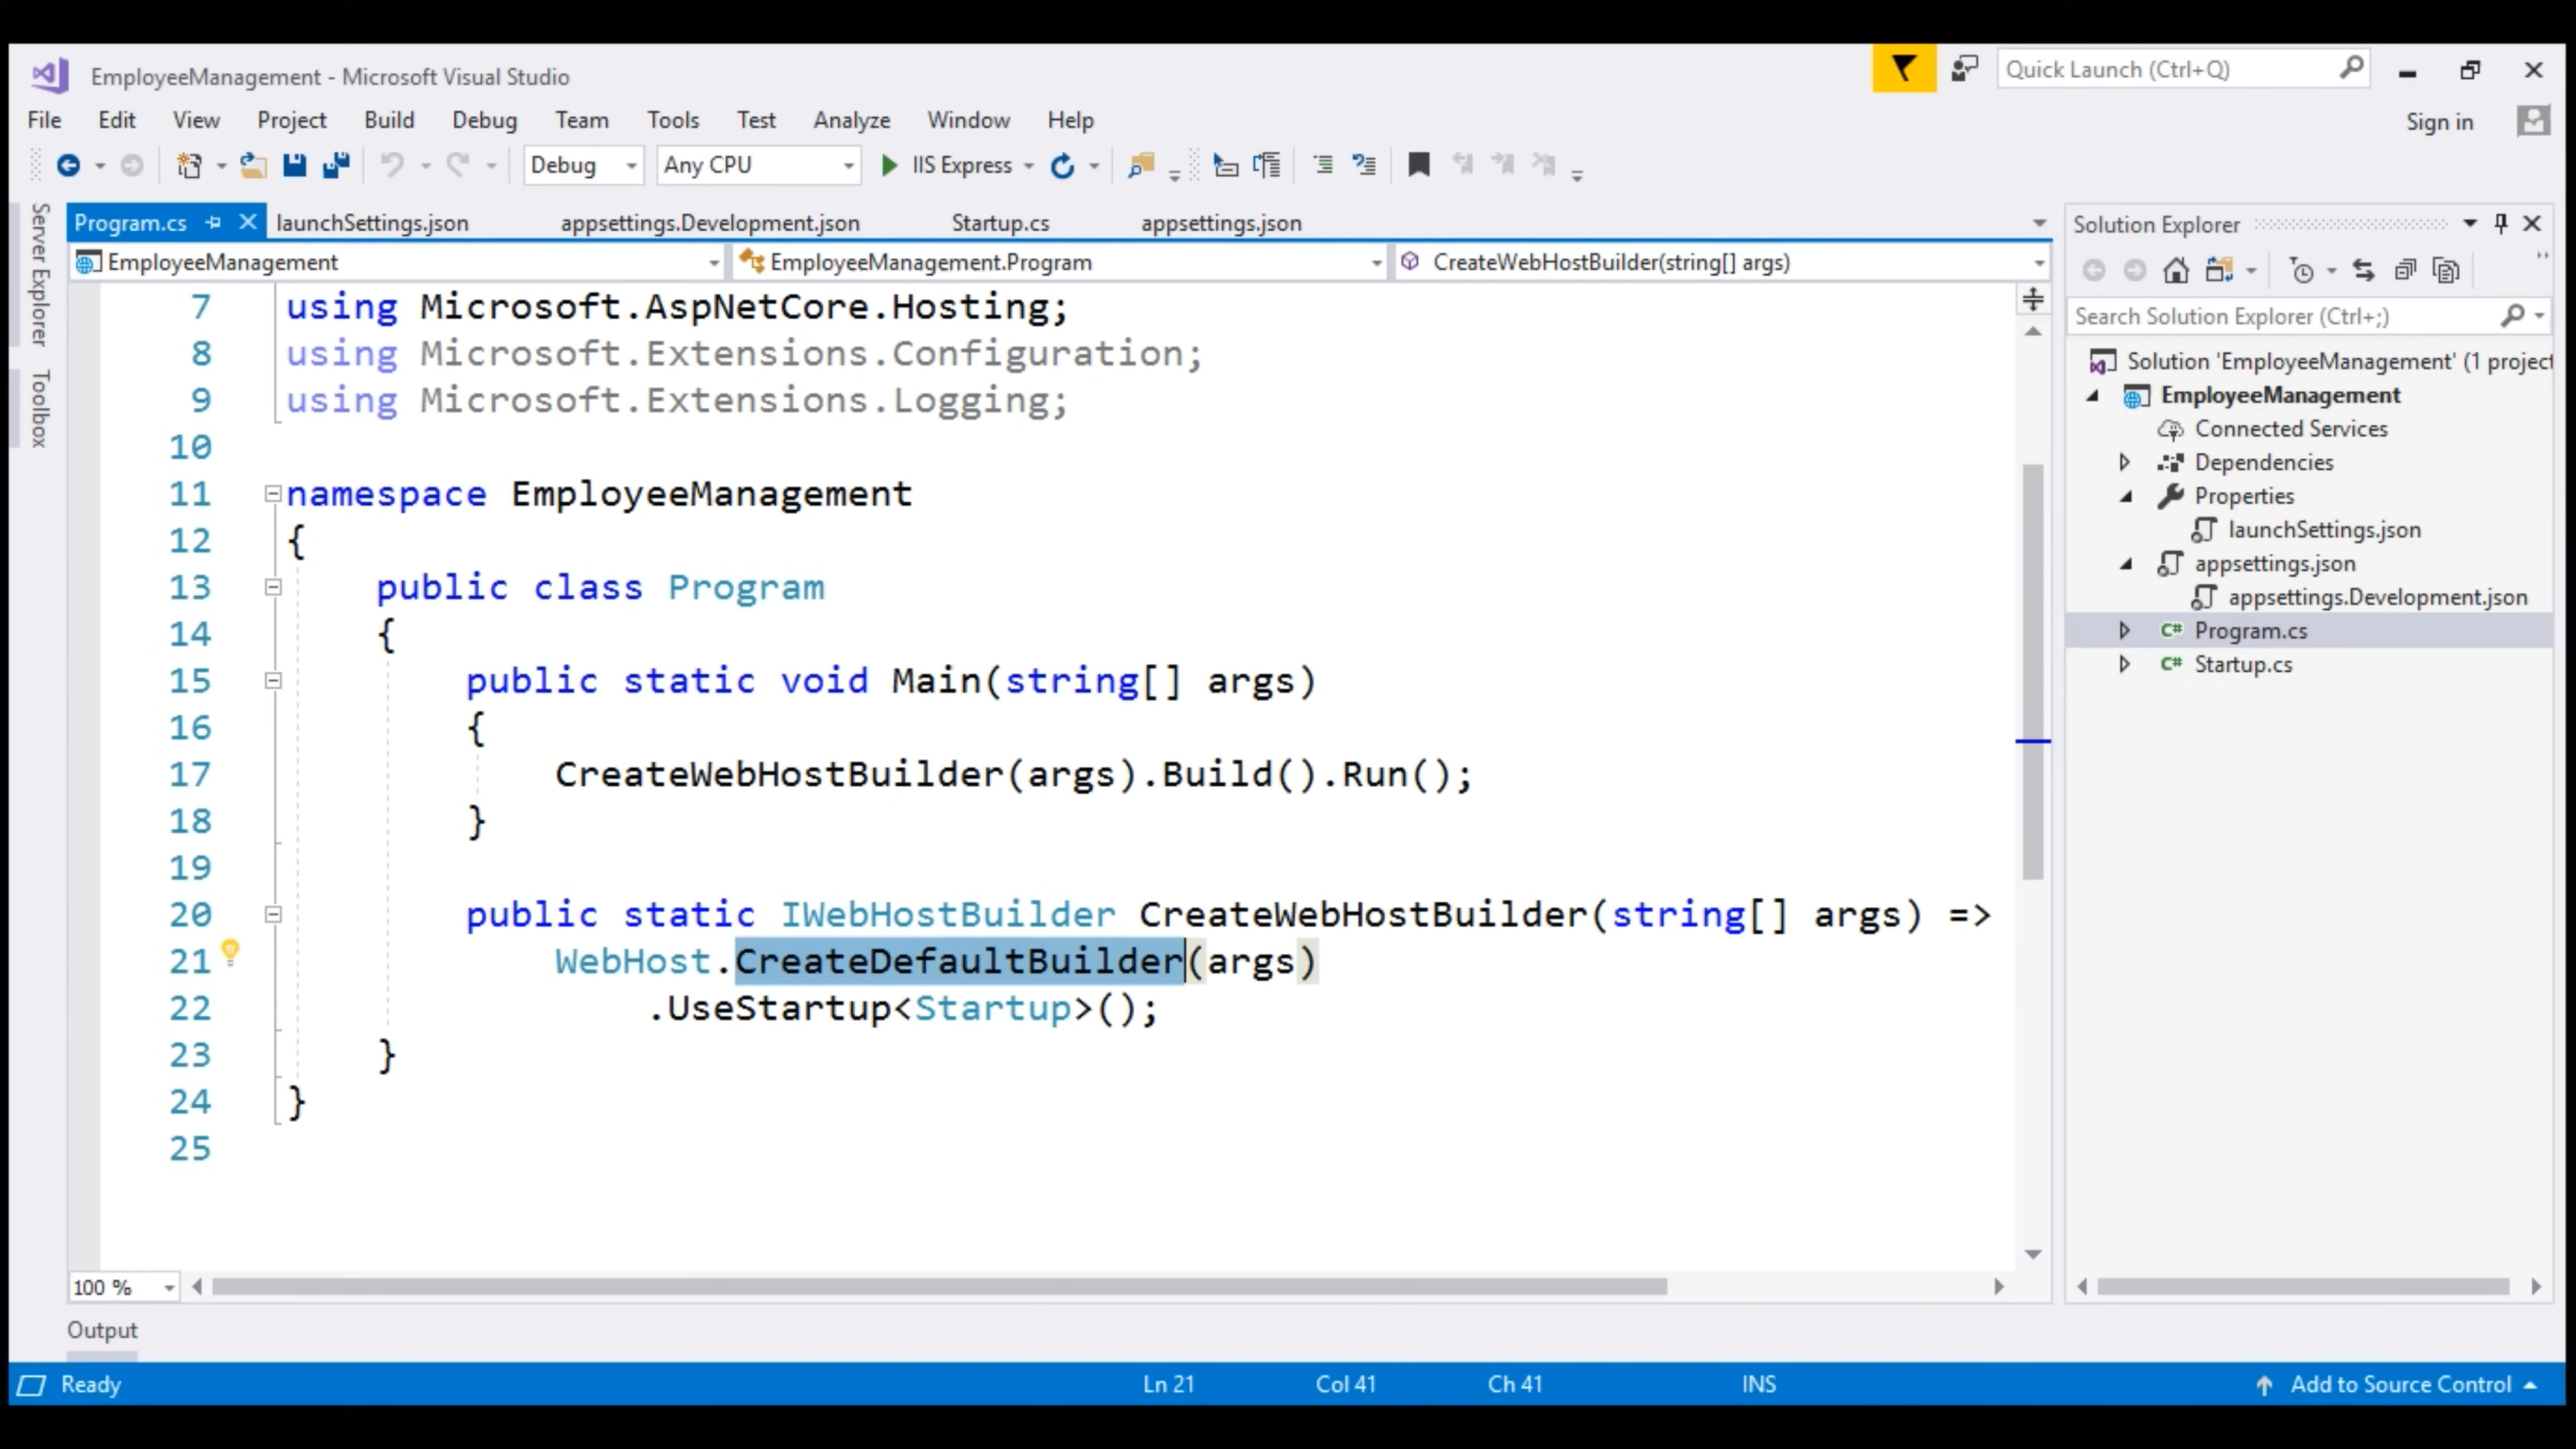 EmployeeManagement - Microsoft Visual Studio
Quick Launch (Ctrl+Q)
File Edit View Project Build Debug Team Tools Test Analyze Window Help
Sign in
Debug Any CPU IIS Express
Server Explorer
Toolbox
Program.cs launchSettings.json appsettings.Development.json Startup.cs appsettings.json
EmployeeManagement EmployeeManagement.Program CreateWebHostBuilder(string[] args)
7 using Microsoft.AspNetCore.Hosting;
8 using Microsoft.Extensions.Configuration;
9 using Microsoft.Extensions.Logging;
10
11 namespace EmployeeManagement
12 {
13 public class Program
14 {
15 public static void Main(string[] args)
16 {
17 CreateWebHostBuilder(args).Build().Run();
18 }
19
20 public static IWebHostBuilder CreateWebHostBuilder(string[] args) =>
21 WebHost.CreateDefaultBuilder(args)
22 .UseStartup<Startup>();
23 }
24 }
25
100 %
Solution Explorer
Search Solution Explorer (Ctrl+;)
Solution 'EmployeeManagement' (1 project
EmployeeManagement
Connected Services
Dependencies
Properties
launchSettings.json
appsettings.json
appsettings.Development.json
C# Program.cs
C# Startup.cs
Output
Ready Ln 21 Col 41 Ch 41 INS Add to Source Control